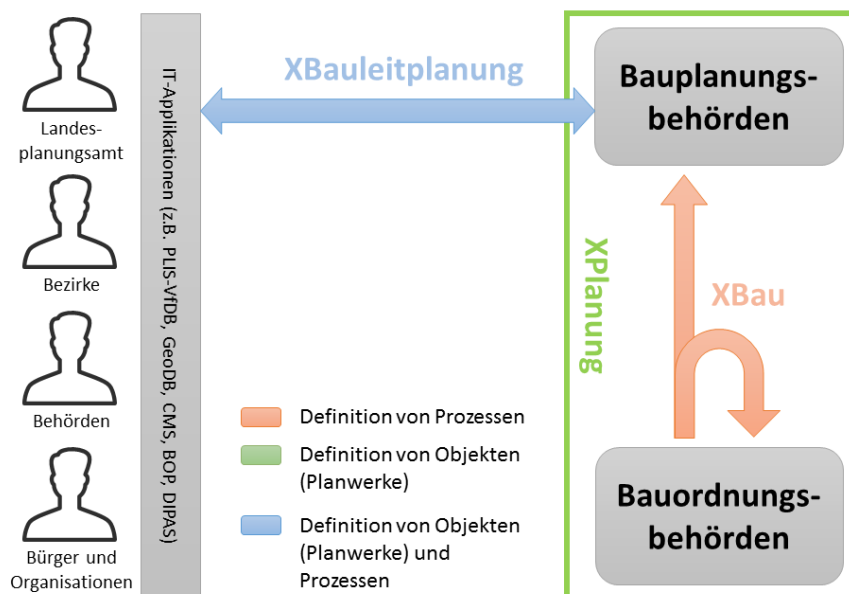 Landes-
planungsamt
Bezirke
Behörden
Bürger und
Organisationen
IT-Applikationen (z.B. PLIS-VfDB, GeoDB, CMS, BOP, DIPAS)
XBauleitplanung
Bauplanungs-
behörden
XPlanung
XBau
Bauordnungs-
behörden
Definition von Prozessen
Definition von Objekten
(Planwerke)
Definition von Objekten
(Planwerke) und
Prozessen